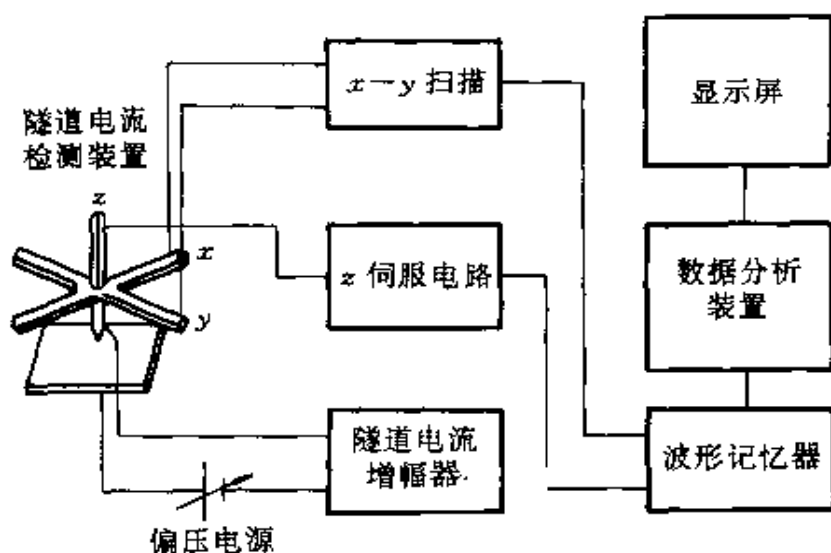 x-y 扫描
显示屏
隧道电流
检测装置
z
x
y
z 伺服电路
数据分析
装置
隧道电流
增幅器
波形记忆器
偏压电源